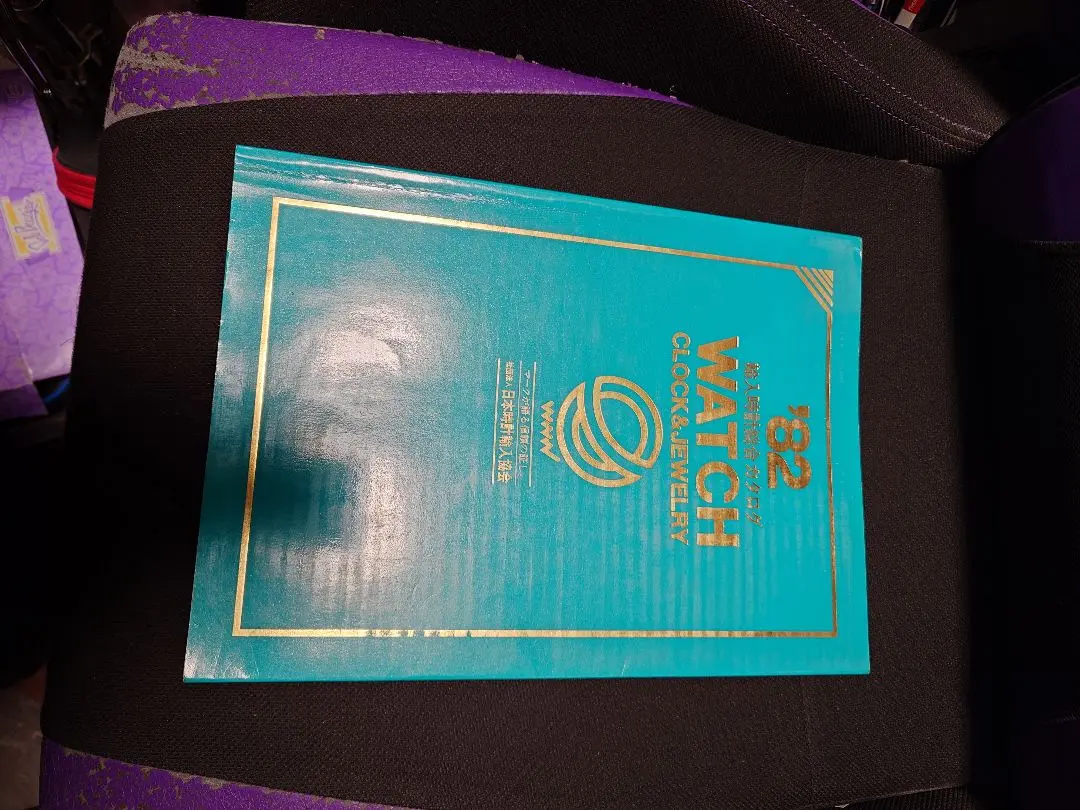 '82
輸入時計総合カタログ
WATCH
CLOCK&JEWELRY
マークが語る信頼の証し
社団法人 日本時計輸入協会